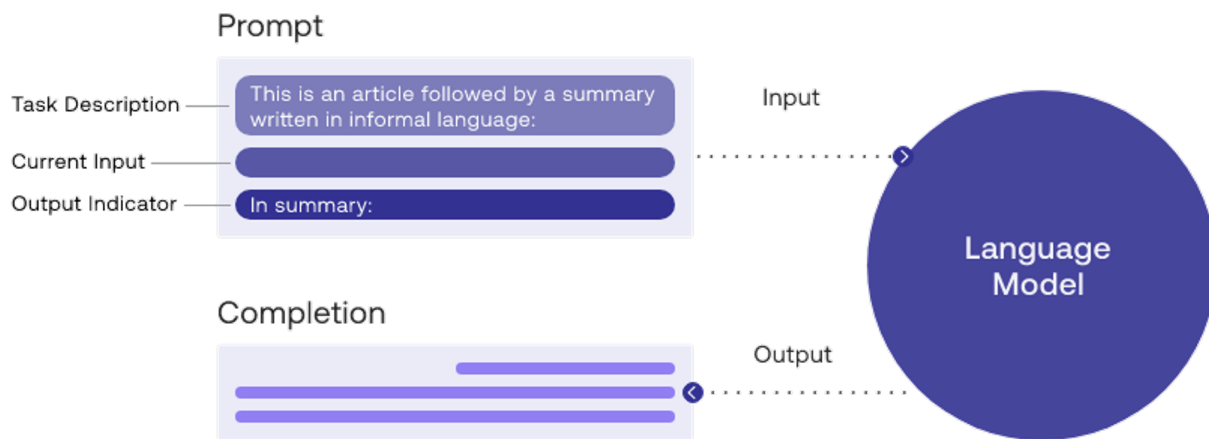 Prompt
Task Description
This is an article followed by a summary
written in informal language:
Input
Current Input
Output Indicator
In summary:
Language
Model
Completion
Output